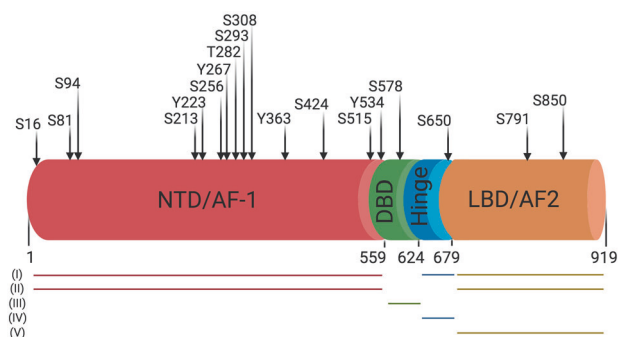 S308
S293
T282
Y267
S256
Y223
S213
S94
S81
S16
Y363
S424
S578
Y534
S515
S650
S850
S791
NTD/AF-1
DBD
Hinge
LBD/AF2
1
559
624
679
919
(I)
(II)
(III)
(IV)
(V)